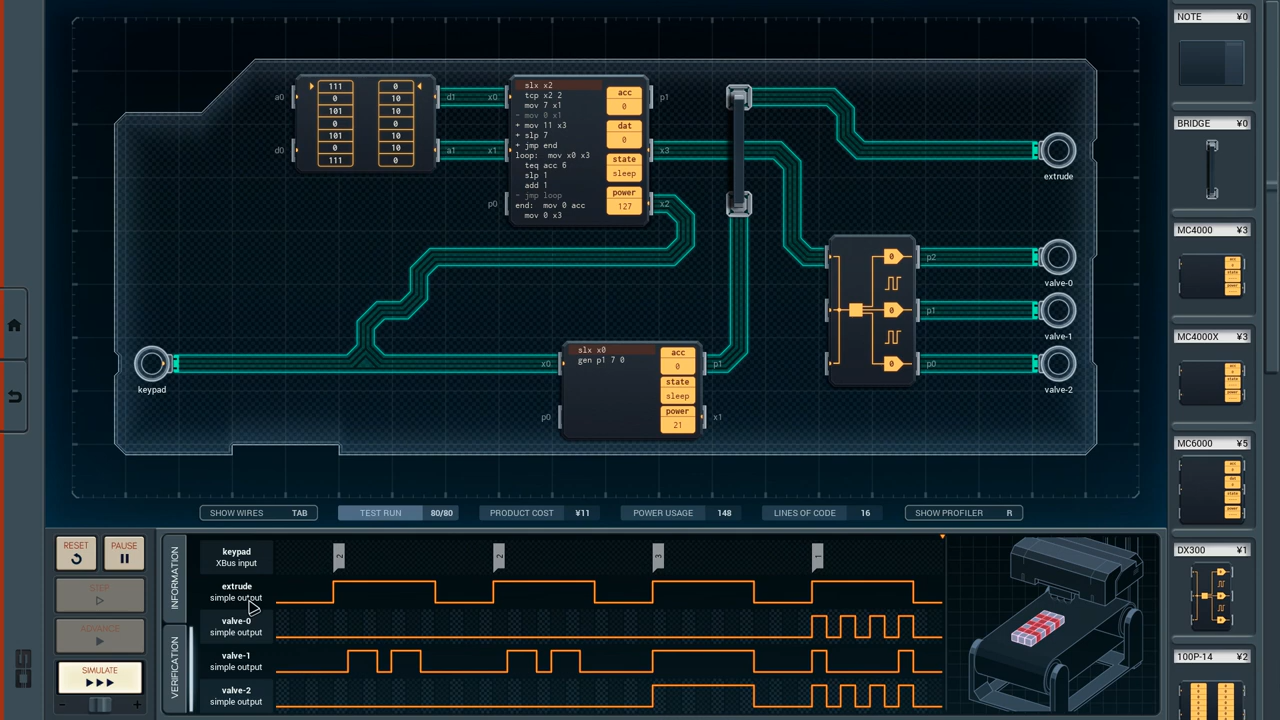 NOTE ¥0
BRIDGE ¥0
MC4000 ¥3
MC4000X ¥3
MC6000 ¥5
DX300 ¥1
100P-14 ¥2
a0
d0
111 0
0 10
101 10
0 10
101 10
0 10
111 0
d1
a1
x0
x1
p0
slx x2
tcp x2 2
mov 7 x1
- mov 0 x1
+ mov 11 x3
+ slp 7
+ jmp end
loop: mov x0 x3
teq acc 6
slp 1
add 1
- jmp loop
end: mov 0 acc
mov 0 x3
acc
0
dat
0
state
sleep
power
127
p1
x3
x2
extrude
0
0
0
p2
p1
p0
valve-0
valve-1
valve-2
keypad
x0
p0
slx x0
gen p1 7 0
acc
0
state
sleep
power
21
p1
x1
SHOW WIRES TAB
TEST RUN 80/80
PRODUCT COST ¥11
POWER USAGE 148
LINES OF CODE 16
SHOW PROFILER R
RESET
PAUSE
STEP
ADVANCE
SIMULATE
- +
INFORMATION
VERIFICATION
keypad
XBus input
2 2 3 1
extrude
simple output
valve-0
simple output
valve-1
simple output
valve-2
simple output